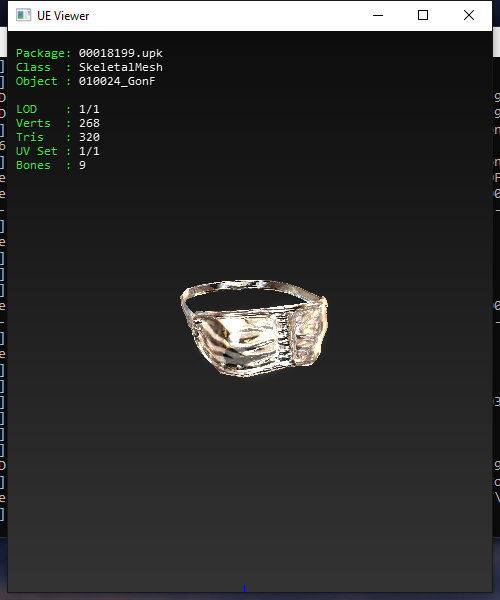 UE Viewer
Package: 00018199.upk
Class : SkeletalMesh
Object : 010024_GonF
LOD : 1/1
Verts : 268
Tris : 320
UV Set : 1/1
Bones : 9